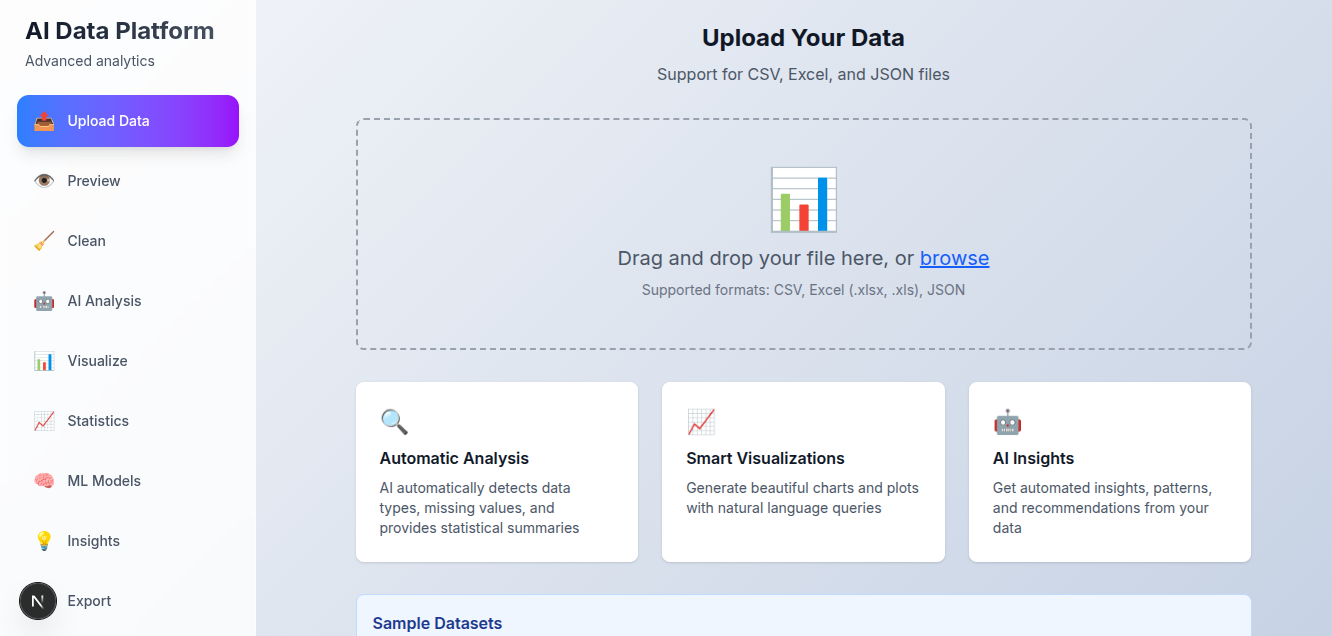 AI Data Platform
Advanced analytics
Upload Data
Preview
Clean
AI Analysis
Visualize
Statistics
ML Models
Insights
N
Export
Upload Your Data
Support for CSV, Excel, and JSON files
Drag and drop your file here, or browse
Supported formats: CSV, Excel (.xlsx, .xls), JSON
Automatic Analysis
AI automatically detects data
types, missing values, and
provides statistical summaries
Smart Visualizations
Generate beautiful charts and plots
with natural language queries
AI Insights
Get automated insights, patterns,
and recommendations from your
data
Sample Datasets